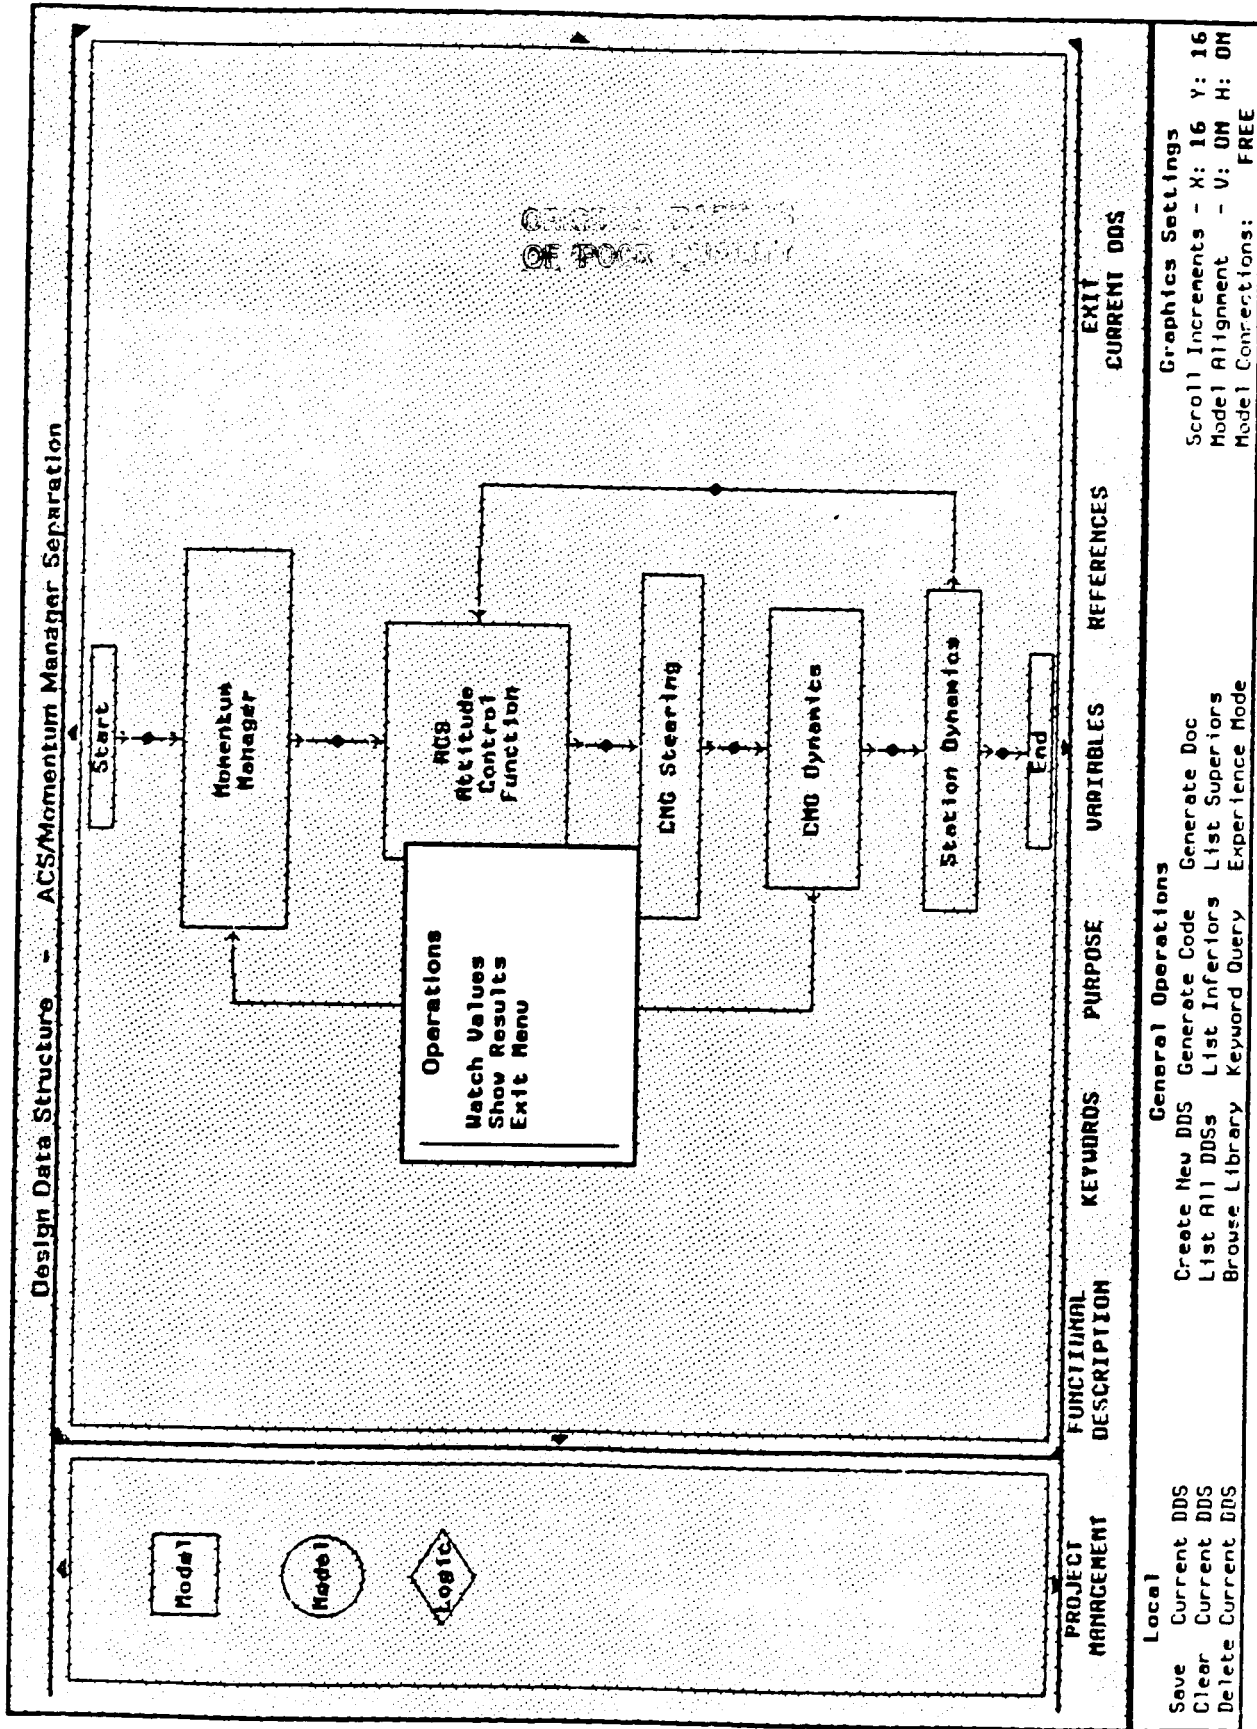 Design Data Structure - ACS/Momentum Manager Separation
Model
Model
Logic
Start
Momentum
Manager
ACS
Attitude
Control
Function
CMG Steering
CMG Dynamics
Station Dynamics
End
Operations
Watch Values
Show Results
Exit Menu
OF POOR QUALITY
PROJECT
MANAGEMENT
FUNCTIONAL
DESCRIPTION
KEYWORDS
PURPOSE
VARIABLES
REFERENCES
EXIT
CURRENT DDS
Local
Save Current DDS
Clear Current DDS
Delete Current DDS
General Operations
Create New DDS Generate Code Generate Doc
List All DDSs List Inferiors List Superiors
Browse Library Keyword Query Experience Mode
Graphics Settings
Scroll Increments - X: 16 Y: 16
Model Alignment - V: ON H: ON
Model Connections: FREE